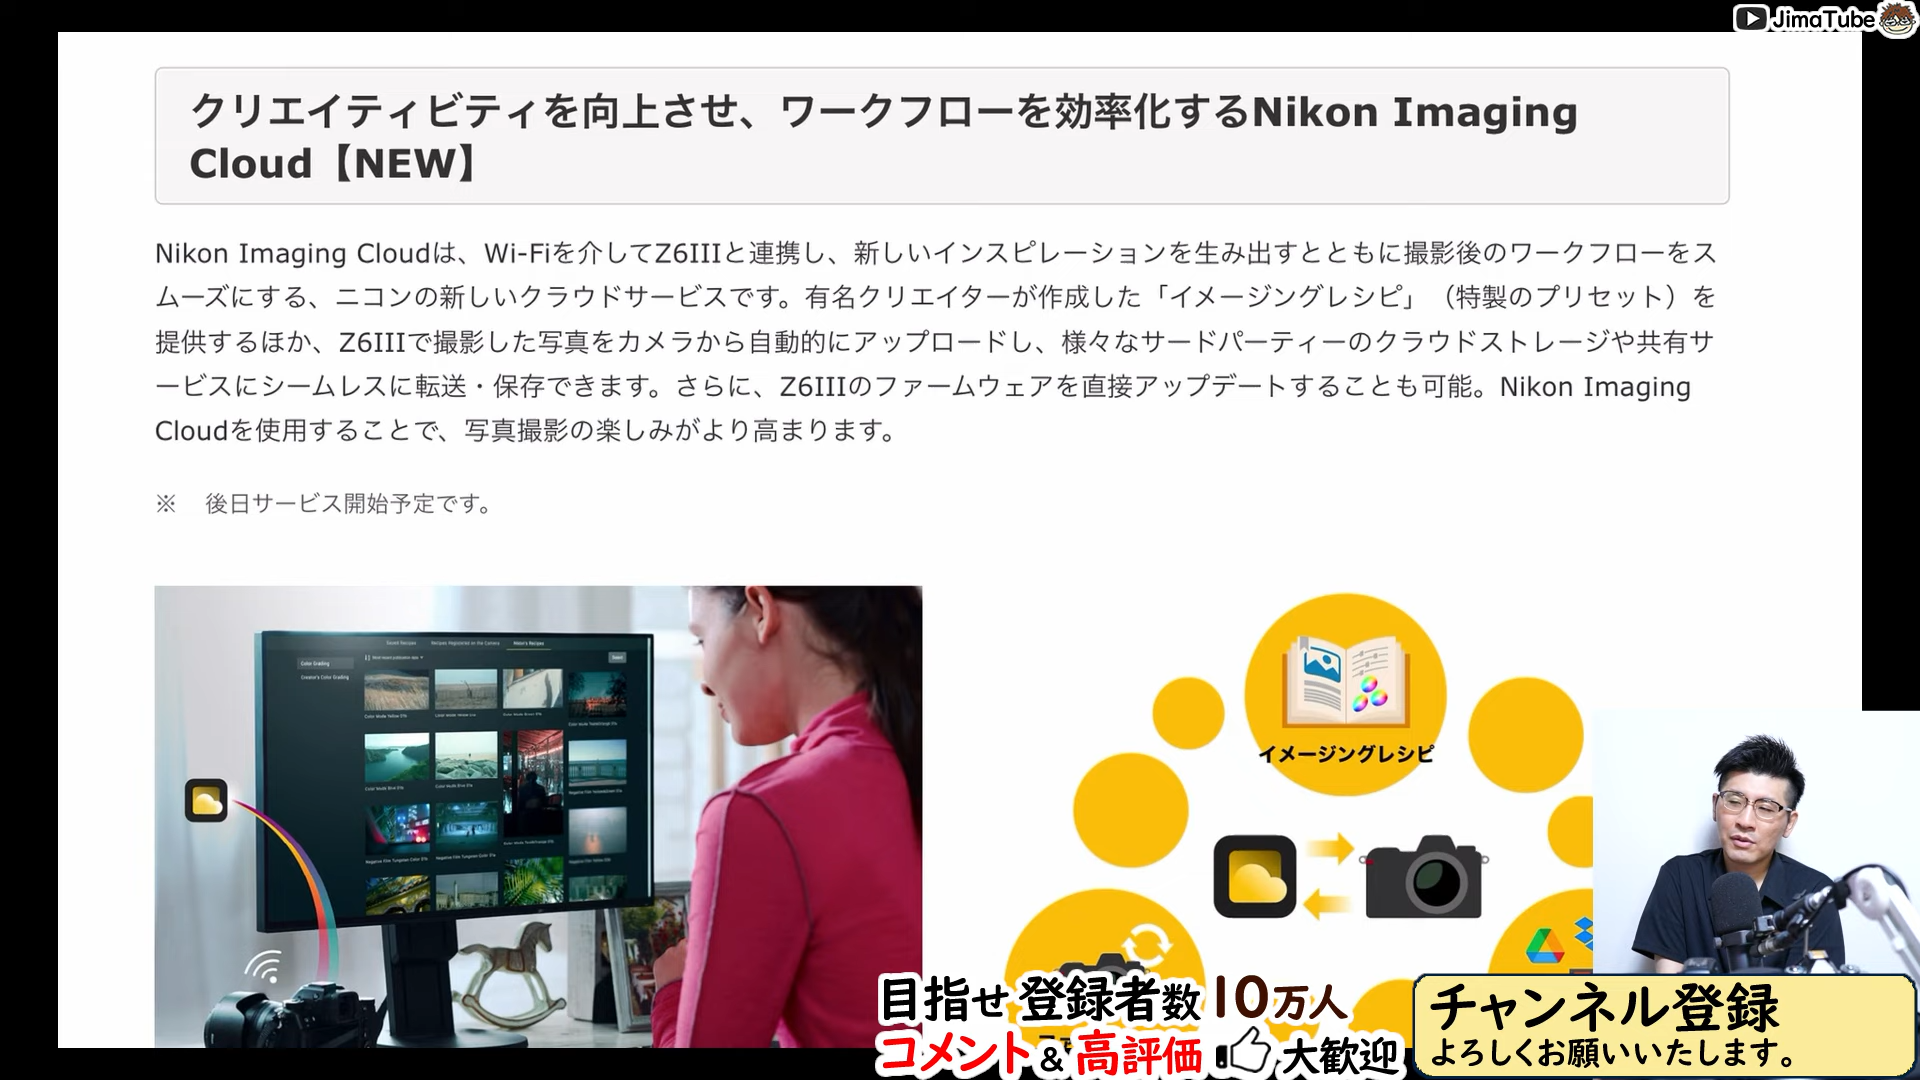 JimaTube
クリエイティビティを向上させ、ワークフローを効率化するNikon Imaging
Cloud【NEW】
Nikon Imaging Cloudは、Wi-Fiを介してZ6IIIと連携し、新しいインスピレーションを生み出すとともに撮影後のワークフローをス
ムーズにする、ニコンの新しいクラウドサービスです。有名クリエイターが作成した「イメージングレシピ」（特製のプリセット）を
提供するほか、Z6IIIで撮影した写真をカメラから自動的にアップロードし、様々なサードパーティーのクラウドストレージや共有サ
ービスにシームレスに転送・保存できます。さらに、Z6IIIのファームウェアを直接アップデートすることも可能。Nikon Imaging
Cloudを使用することで、写真撮影の楽しみがより高まります。
※ 後日サービス開始予定です。
Color Grading
Creator's Color Grading
イメージングレシピ
目指せ登録者数10万人
コメント&高評価 大歓迎
チャンネル登録
よろしくお願いいたします。